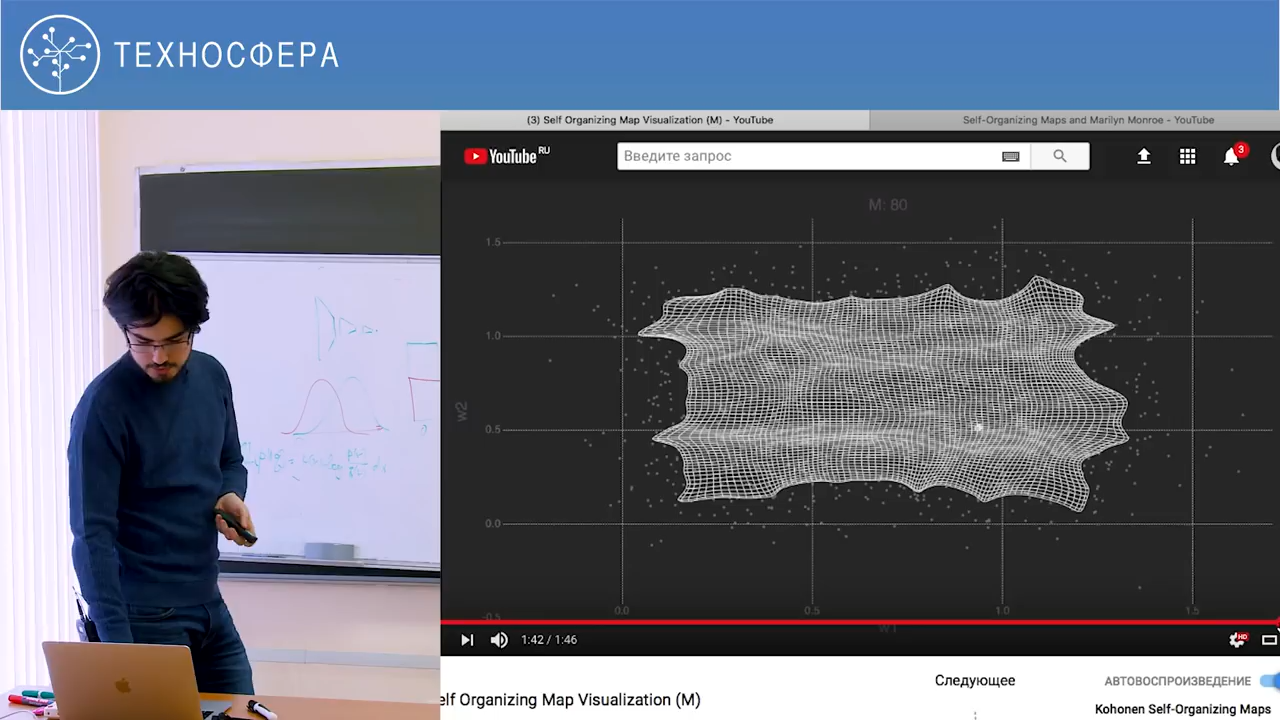 ТЕХНОСФЕРА
(3) Self Organizing Map Visualization (M) - YouTube
Self-Organizing Maps and Marilyn Monroe - YouTube
YouTube RU
Введите запрос
3
M: 80
1.5
1.0
w2
0.5
0.0
-0.5
0.0
0.5
1.0
1.5
w1
1:42 / 1:46
HD
elf Organizing Map Visualization (M)
Следующее
АВТОВОСПРОИЗВЕДЕНИЕ
Kohonen Self-Organizing Maps